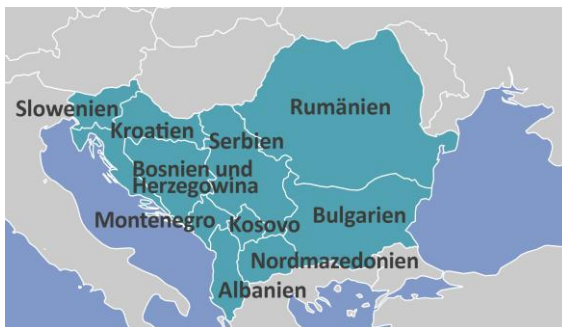 Slowenien
Rumänien
Kroatien
Serbien
Bosnien und
Herzegowina
Montenegro
Kosovo
Bulgarien
Nordmazedonien
Albanien